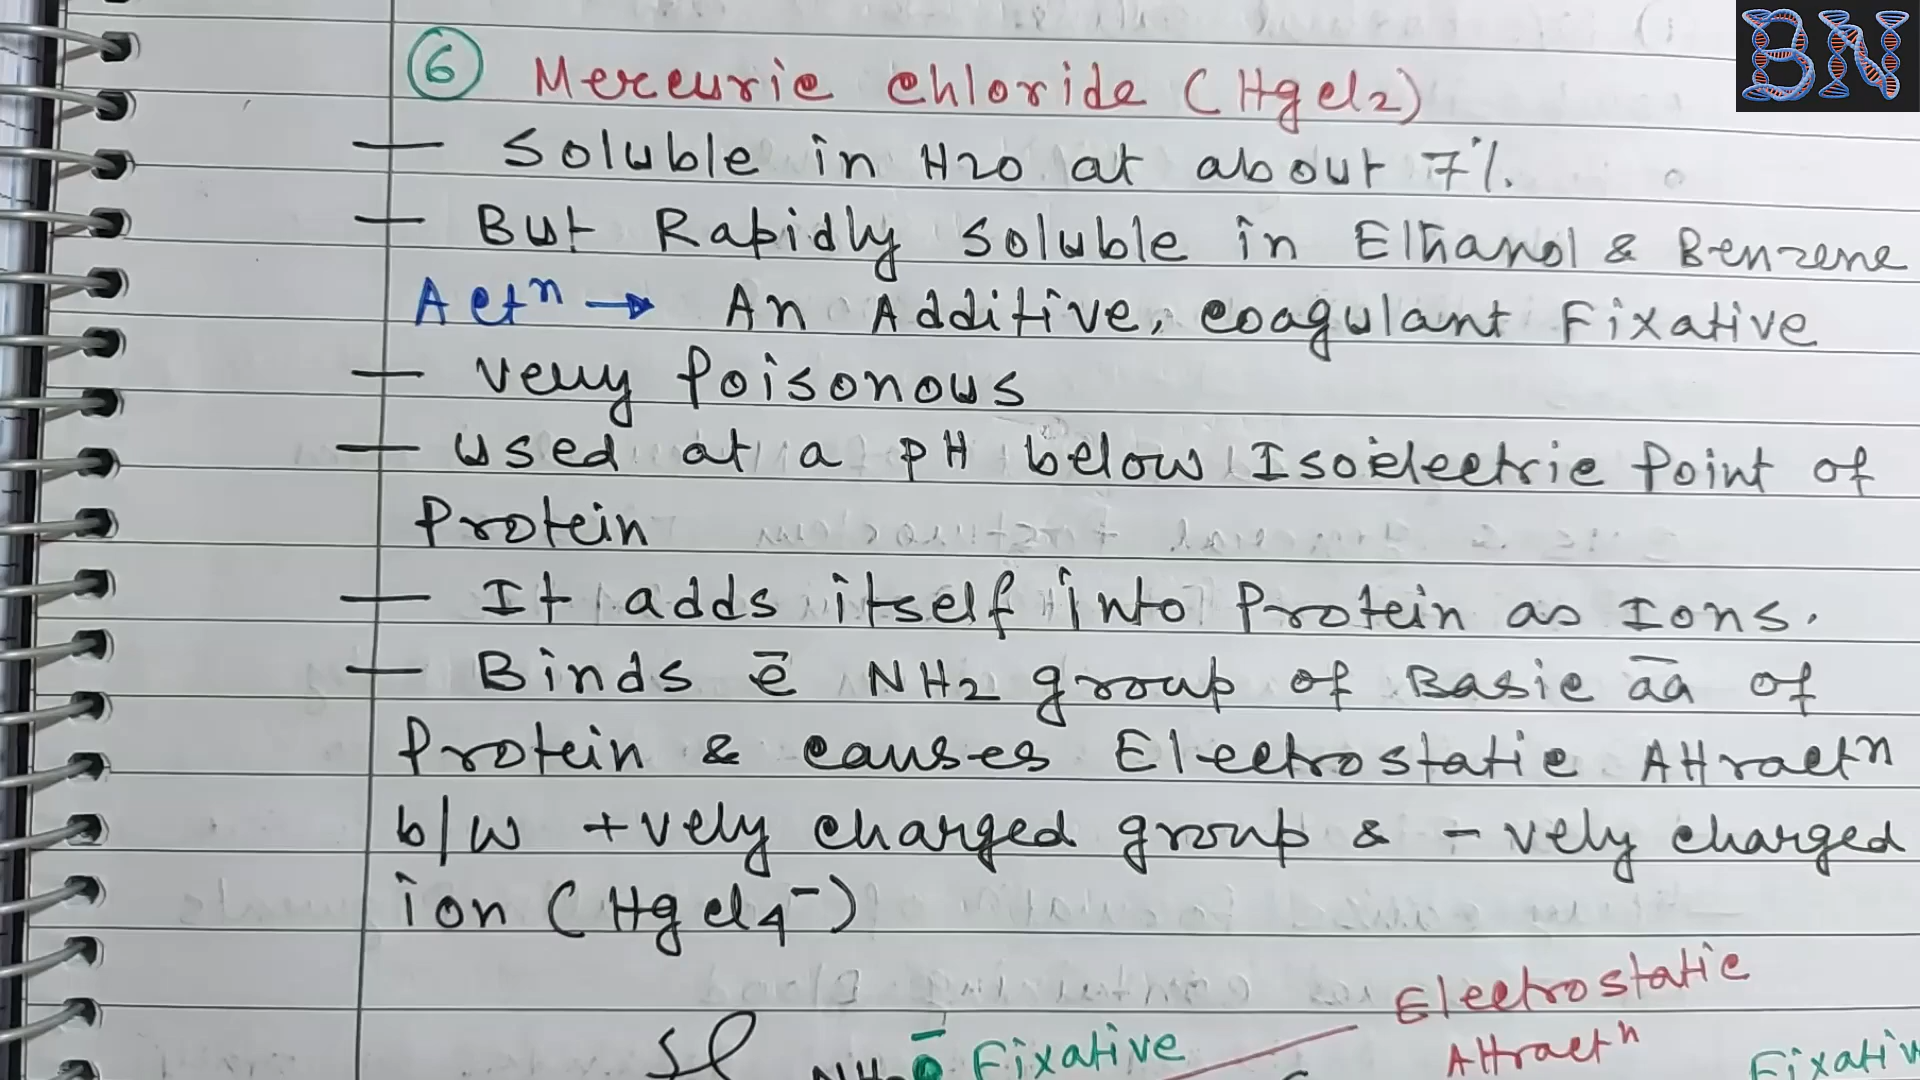 BN
⑥ Mercuric chloride (Hgcl2)
— Soluble in H2O at about 7%.
— But Rapidly Soluble in Ethanol & Benzene
Actⁿ → An Additive, coagulant Fixative
— very Poisonous
— used at a pH below Isoelectric Point of
Protein
— It adds itself into Protein as Ions.
— Binds c̄ NH2 group of Basic āā of
Protein & causes Electrostatic Attractⁿ
b/w +vely charged group & -vely charged
ion (Hgcl4⁻)
Electrostatic
Attractⁿ
Fixative